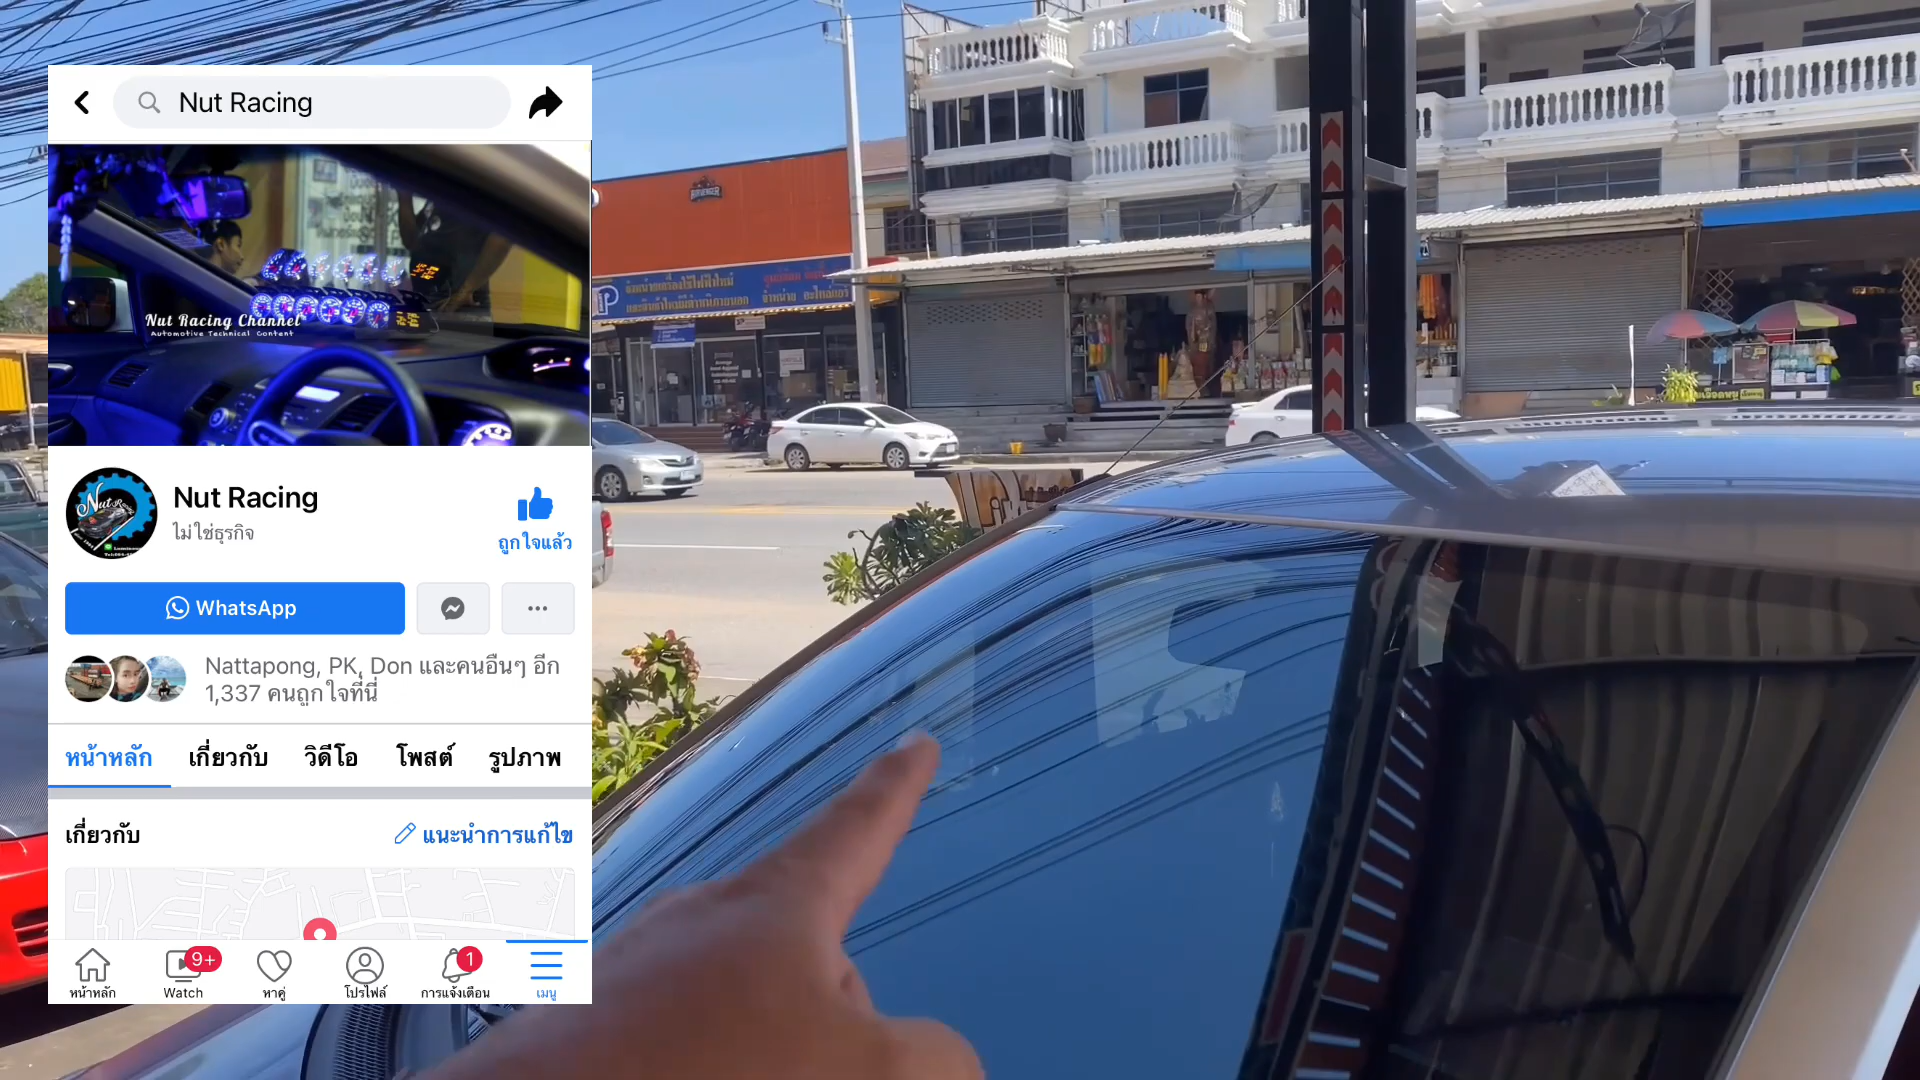 Nut Racing
Nut Racing Channel
Automotive Technical Content
Nut Racing
ไม่ใช่ธุรกิจ
ถูกใจแล้ว
WhatsApp
Nattapong, PK, Don และคนอื่นๆ อีก
1,337 คนถูกใจที่นี่
หน้าหลัก เกี่ยวกับ วิดีโอ โพสต์ รูปภาพ
เกี่ยวกับ แนะนำการแก้ไข
9+ 1
หน้าหลัก Watch หาคู่ โปรไฟล์ การแจ้งเตือน เมนู